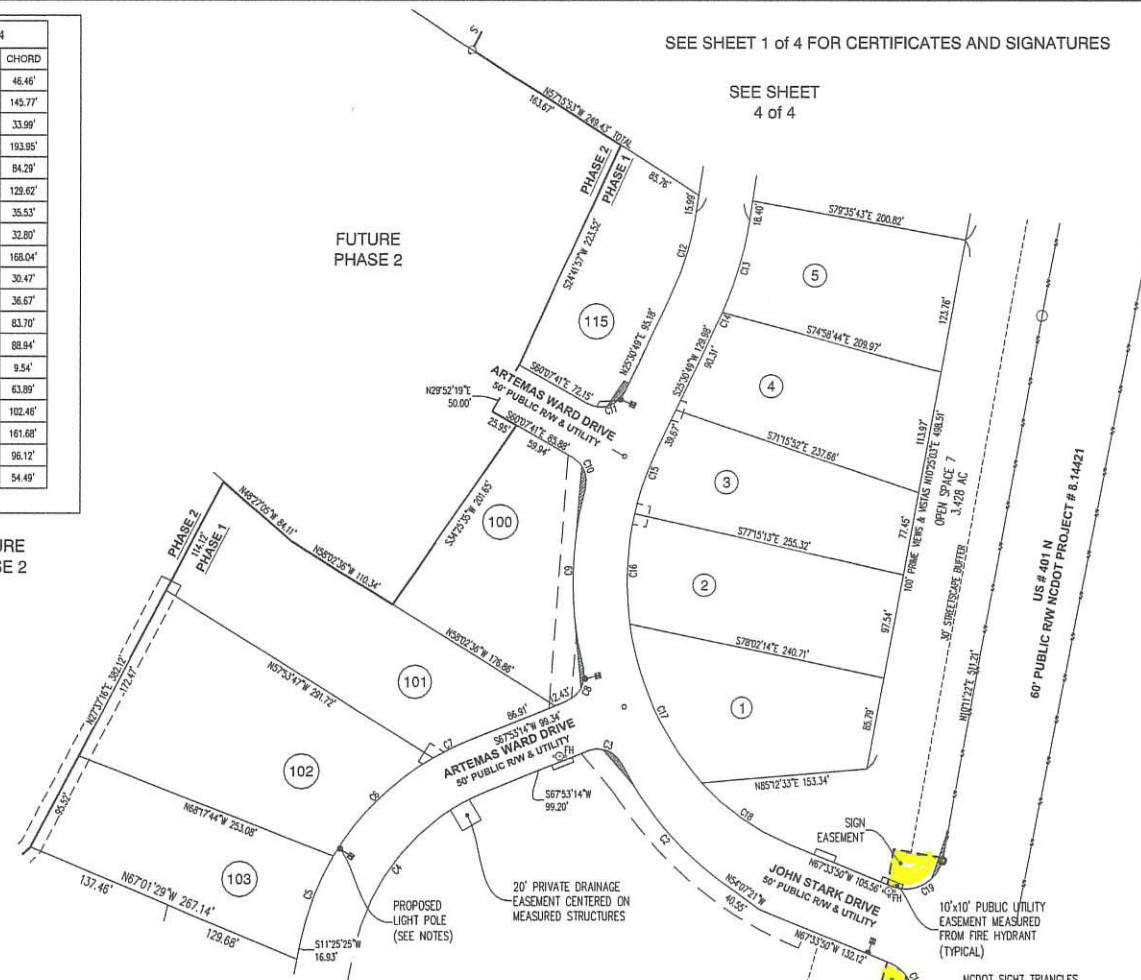 4
CHORD
46.46'
145.77'
33.99'
193.95'
84.29'
129.62'
35.53'
32.80'
168.04'
30.47'
36.67'
83.70'
88.94'
9.54'
63.89'
102.46'
161.68'
96.12'
54.49'
URE
SE 2
SEE SHEET 1 of 4 FOR CERTIFICATES AND SIGNATURES
SEE SHEET
4 of 4
S
N57°15'53"W 249.43' TOTAL
163.67'
85.76'
PHASE 2
PHASE 1
FUTURE
PHASE 2
S24°41'57"W 223.52'
15.99'
C12
18.40'
C13
S79°35'43"E 200.82'
5
115
N25°30'49"E 95.18'
C14
S74°58'44"E 209.97'
123.76'
S60°07'41"E 72.15'
C11
ARTEMAS WARD DRIVE
50' PUBLIC R/W & UTILITY
N29°52'19"E
50.00'
S60°07'41"E 85.88'
25.95'
59.94'
C10
S25°30'49"W 129.98'
90.31'
39.67'
4
S71°15'52"E 237.66'
113.97'
C15
3
S77°15'13"E 255.32'
77.45'
100' PRIME VIEWS & VISTAS N10°25'03"E 498.51'
OPEN SPACE 7
3.428 AC
30' STREETSCAPE BUFFER
N10°11'22"E 511.21'
US # 401 N
60' PUBLIC R/W NCDOT PROJECT # 8.14421
S34°25'35"W 201.65'
100
C9
C16
2
S78°02'14"E 240.71'
97.54'
PHASE 2
114.12'
PHASE 1
N48°27'05"W 84.11'
N58°02'36"W 110.34'
N58°02'36"W 176.86'
12.43'
C8
C17
1
85.79'
N85°12'33"E 153.34'
N27°37'16"E 382.12'
172.47'
N57°53'47"W 291.72'
101
86.91'
S67°53'14"W 99.34'
C7
ARTEMAS WARD DRIVE
50' PUBLIC R/W & UTILITY
FH
C3
S67°53'14"W
99.20'
102
C6
C18
SIGN
EASEMENT
95.52'
N68°17'44"W 253.08'
C4
C2
N67°33'50"W 105.56'
FH
C19
103
C5
N67°01'29"W 267.14'
137.46'
129.68'
PROPOSED
LIGHT POLE
(SEE NOTES)
S11°25'25"W
16.93'
20' PRIVATE DRAINAGE
EASEMENT CENTERED ON
MEASURED STRUCTURES
N54°07'21"W
40.55'
JOHN STARK DRIVE
50' PUBLIC R/W & UTILITY
N67°33'50"W 132.12'
10'x10' PUBLIC UTILITY
EASEMENT MEASURED
FROM FIRE HYDRANT
(TYPICAL)
NCDOT SIGHT TRIANGLES